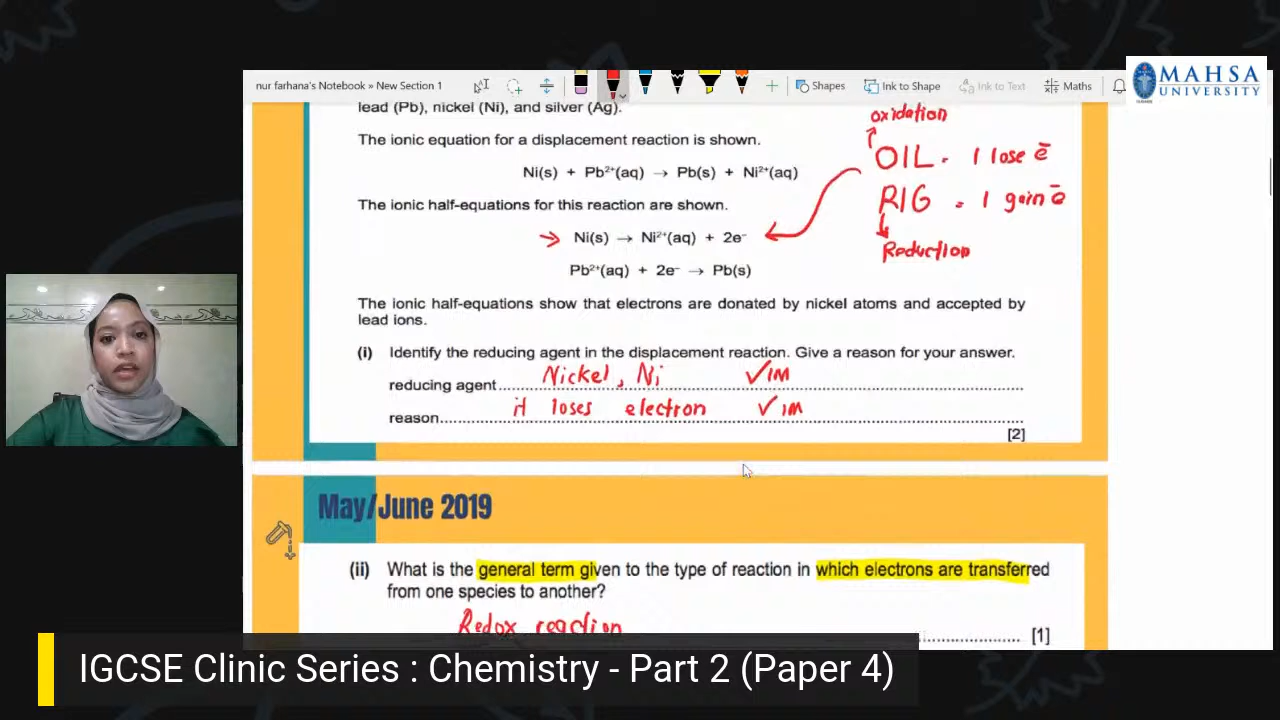 nur farhana's Notebook » New Section 1
Shapes
Ink to Shape
Ink to Text
Maths
MAHSA
UNIVERSITY
lead (Pb), nickel (Ni), and silver (Ag).
The ionic equation for a displacement reaction is shown.
Ni(s) + Pb²⁺(aq) → Pb(s) + Ni²⁺(aq)
The ionic half-equations for this reaction are shown.
Ni(s) → Ni²⁺(aq) + 2e⁻
Pb²⁺(aq) + 2e⁻ → Pb(s)
oxidation
OIL = I lose ē
RIG = I gain ē
Reduction
The ionic half-equations show that electrons are donated by nickel atoms and accepted by
lead ions.
(i) Identify the reducing agent in the displacement reaction. Give a reason for your answer.
reducing agent Nickel, Ni ✓1M
reason it loses electron ✓1M
[2]
May/June 2019
(ii) What is the general term given to the type of reaction in which electrons are transferred
from one species to another?
Redox reaction
[1]
IGCSE Clinic Series : Chemistry - Part 2 (Paper 4)